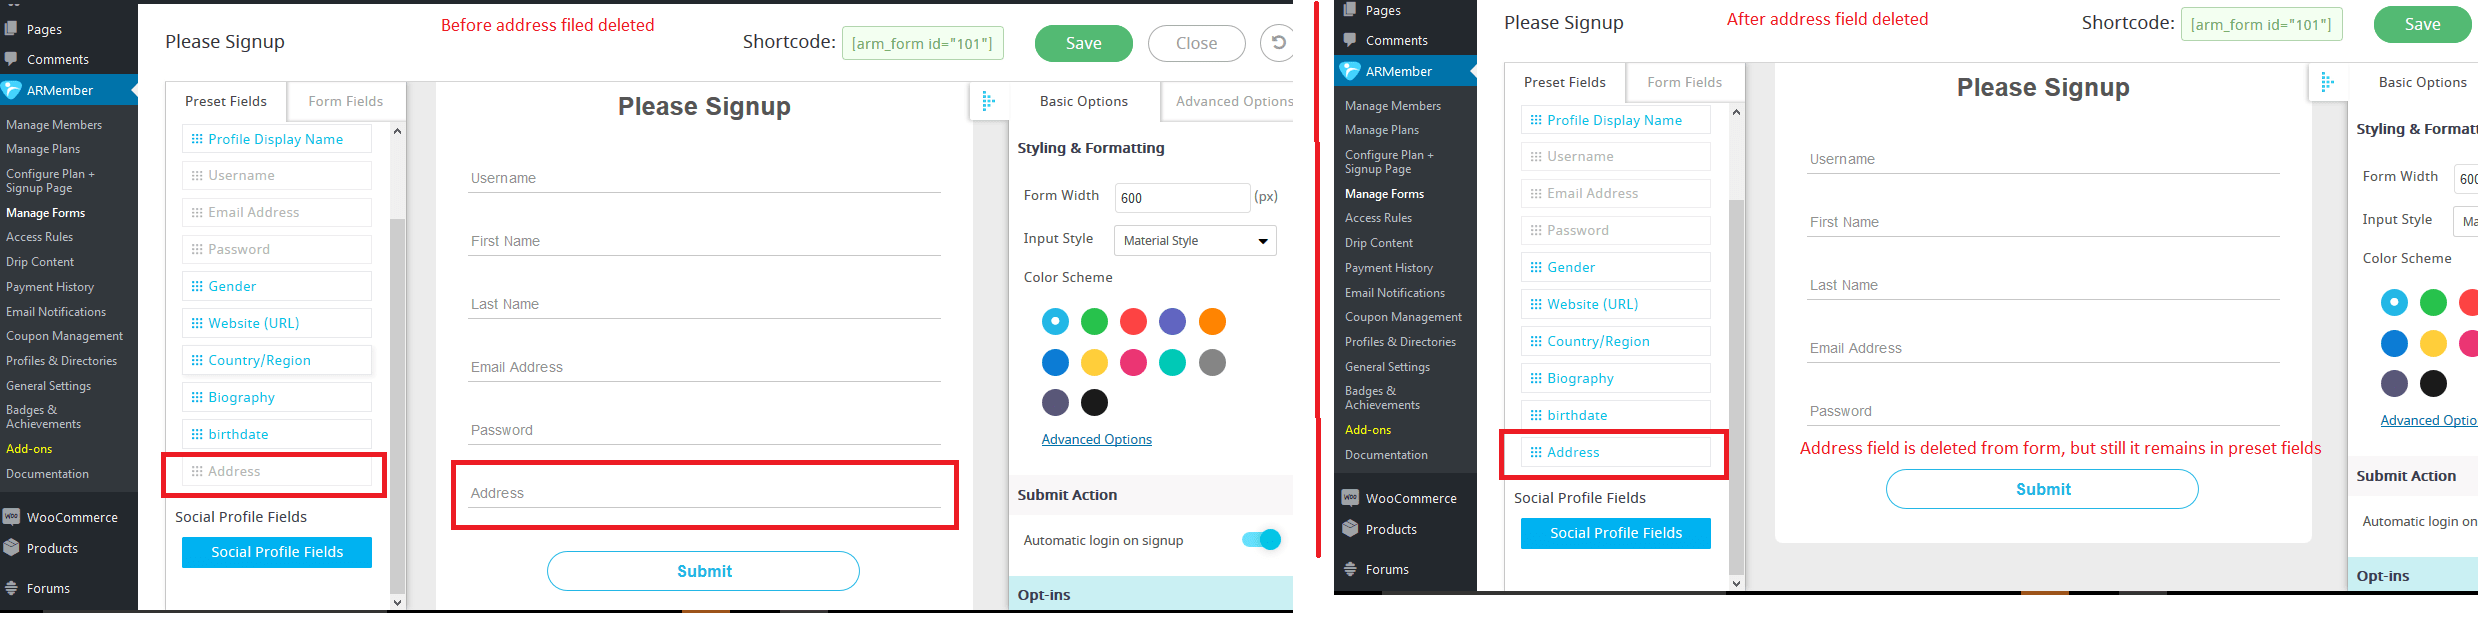 Pages
Comments
ARMember
Manage Members
Manage Plans
Configure Plan +
Signup Page
Manage Forms
Access Rules
Drip Content
Payment History
Email Notifications
Coupon Management
Profiles & Directories
General Settings
Badges &
Achievements
Add-ons
Documentation
WooCommerce
Products
Forums
Please Signup
Before address filed deleted
Shortcode: [arm_form id="101"]
Save
Close
Preset Fields
Form Fields
Profile Display Name
Username
Email Address
Password
Gender
Website (URL)
Country/Region
Biography
birthdate
Address
Social Profile Fields
Social Profile Fields
Please Signup
Username
First Name
Last Name
Email Address
Password
Address
Submit
Basic Options
Advanced Options
Styling & Formatting
Form Width 600 (px)
Input Style Material Style
Color Scheme
Advanced Options
Submit Action
Automatic login on signup
Opt-ins
Pages
Comments
ARMember
Manage Members
Manage Plans
Configure Plan +
Signup Page
Manage Forms
Access Rules
Drip Content
Payment History
Email Notifications
Coupon Management
Profiles & Directories
General Settings
Badges &
Achievements
Add-ons
Documentation
WooCommerce
Products
Forums
Please Signup
After address field deleted
Shortcode: [arm_form id="101"]
Save
Preset Fields
Form Fields
Profile Display Name
Username
Email Address
Password
Gender
Website (URL)
Country/Region
Biography
birthdate
Address
Social Profile Fields
Social Profile Fields
Please Signup
Username
First Name
Last Name
Email Address
Password
Address field is deleted from form, but still it remains in preset fields
Submit
Basic Options
Styling & Formatt
Form Width 600
Input Style Ma
Color Scheme
Advanced Optio
Submit Action
Automatic login on
Opt-ins